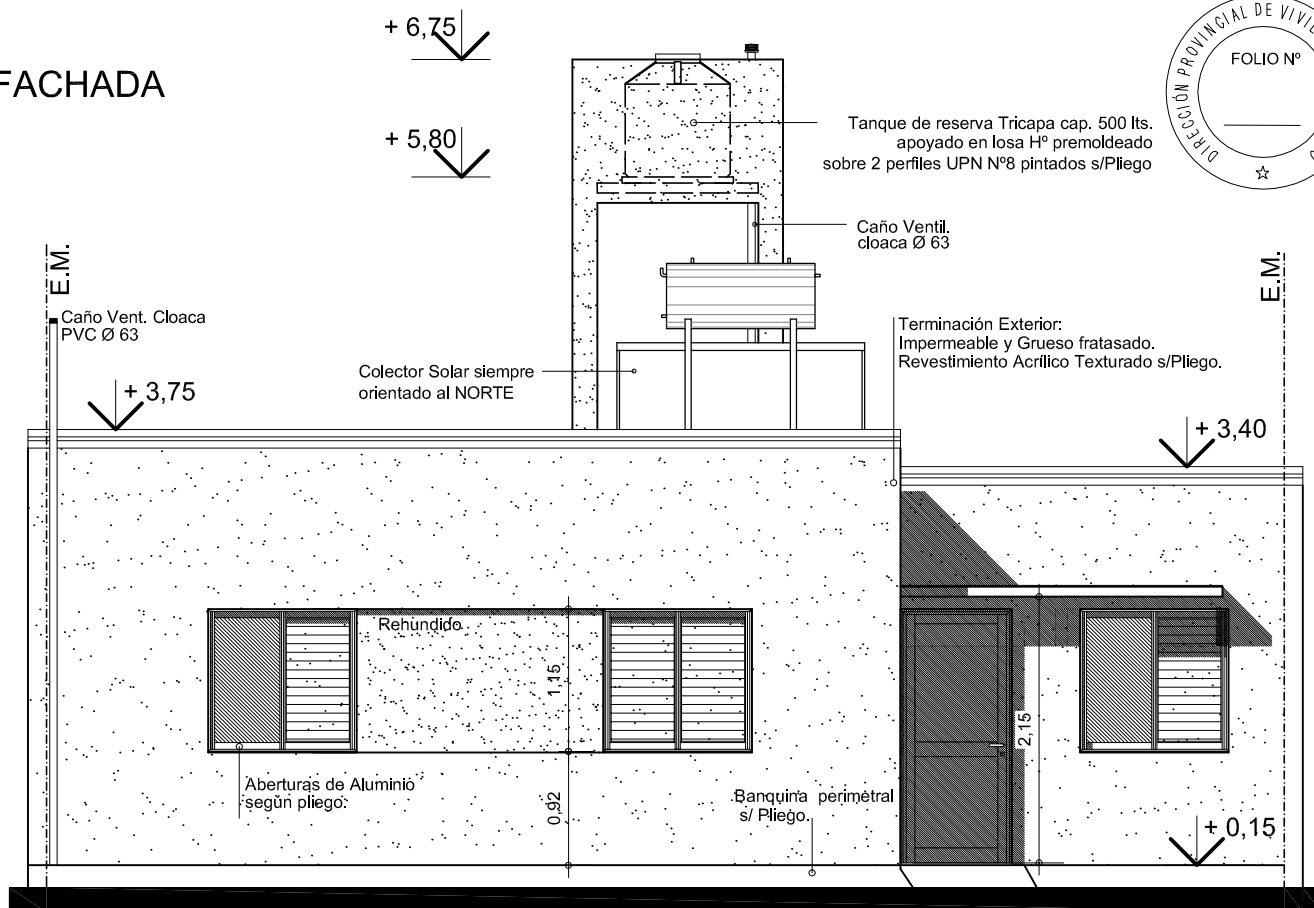 FACHADA
+ 6,75
+ 5,80
DIRECCIÓN PROVINCIAL DE
FOLIO Nº
Tanque de reserva Tricapa cap. 500 lts.
apoyado en losa Hº premoldeado
sobre 2 perfiles UPN Nº8 pintados s/Pliego
Caño Ventil.
cloaca Ø 63
E.M.
E.M.
Caño Vent. Cloaca
PVC Ø 63
Terminación Exterior:
Impermeable y Grueso fratasado.
Revestimiento Acrílico Texturado s/Pliego.
Colector Solar siempre
orientado al NORTE
+ 3,75
+ 3,40
Rehundido
1,15
2,15
Aberturas de Aluminio
según pliego.
0,92
Banquina perimetral
s/ Pliego.
+ 0,15